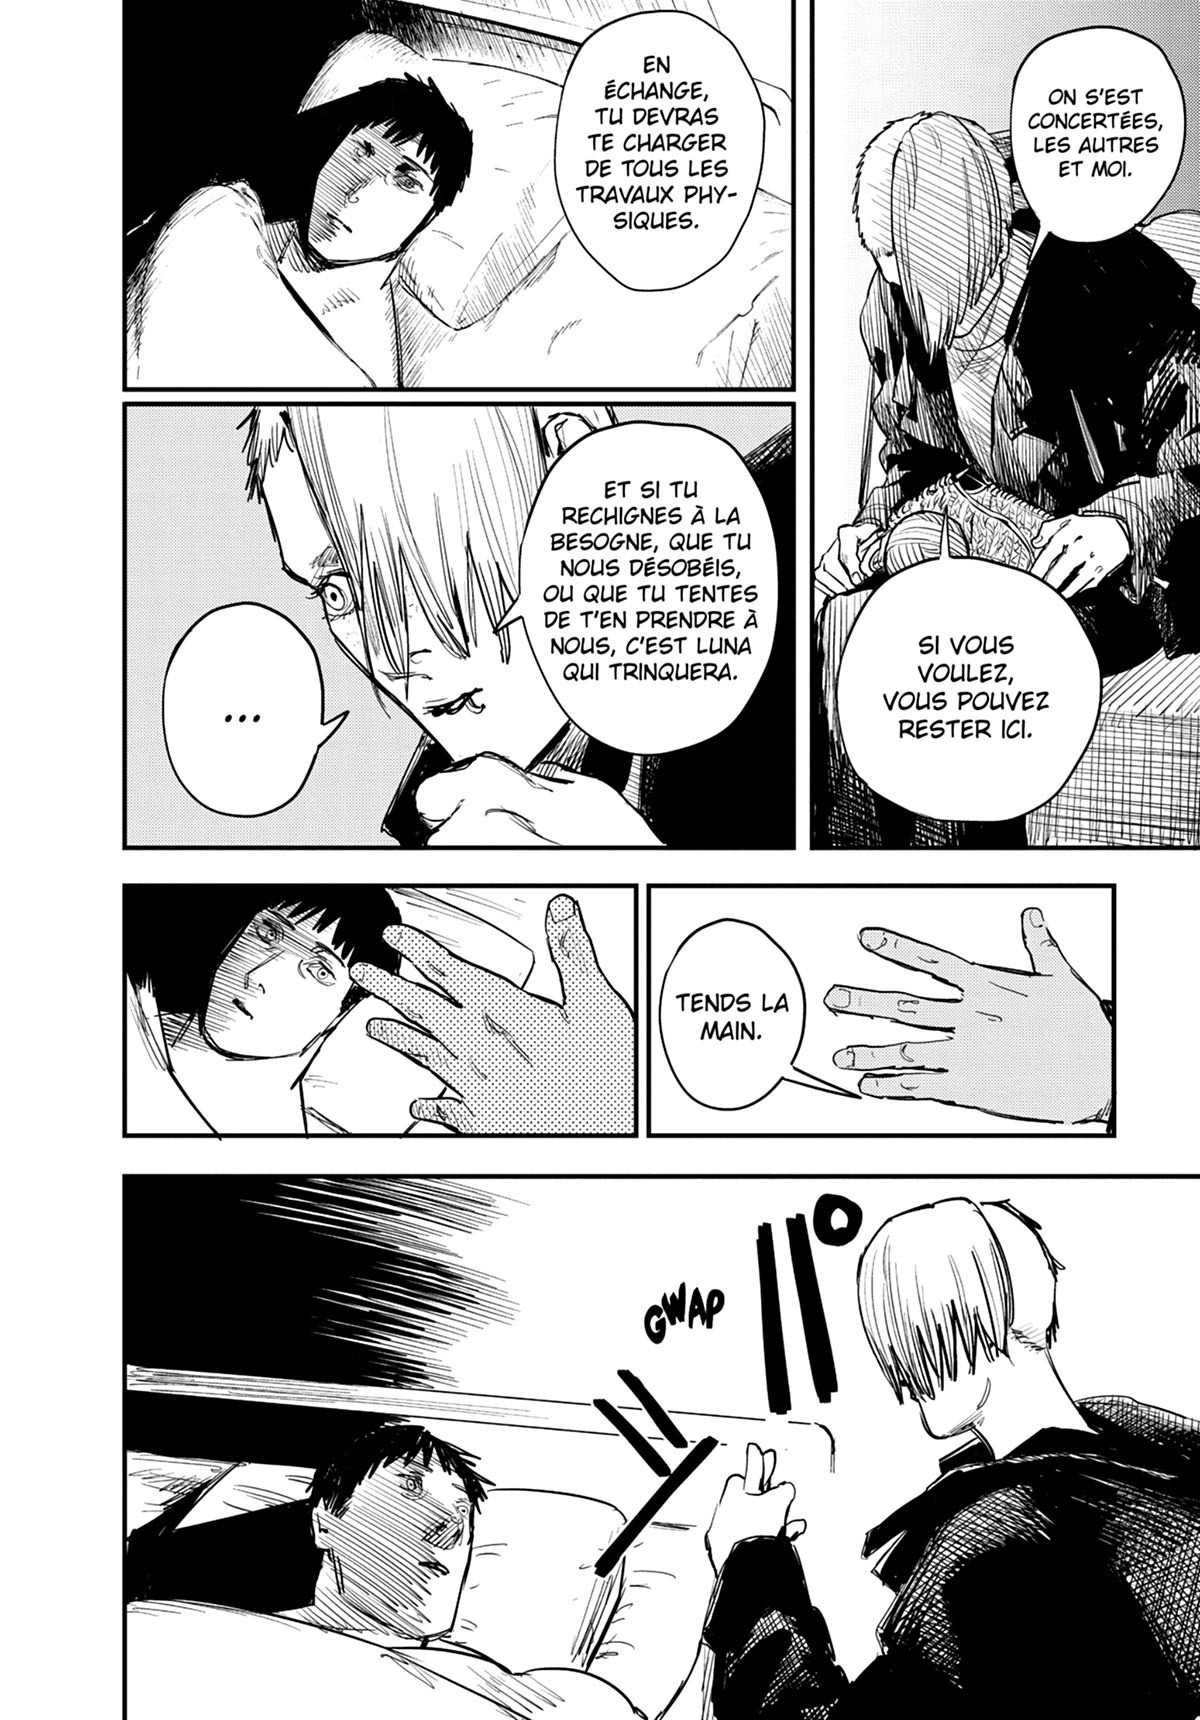 ON S'EST
CONCERTÉES,
LES AUTRES
ET MOI.
SI VOUS
VOULEZ,
VOUS POUVEZ
RESTER ICI.
EN
ÉCHANGE,
TU DEVRAS
TE CHARGER
DE TOUS LES
TRAVAUX PHY-
SIQUES.
ET SI TU
RECHIGNES À LA
BESOGNE, QUE TU
NOUS DÉSOBÉIS,
OU QUE TU TENTES
DE T'EN PRENDRE À
NOUS, C'EST LUNA
QUI TRINQUERA.
...
TENDS LA
MAIN.
GWAP